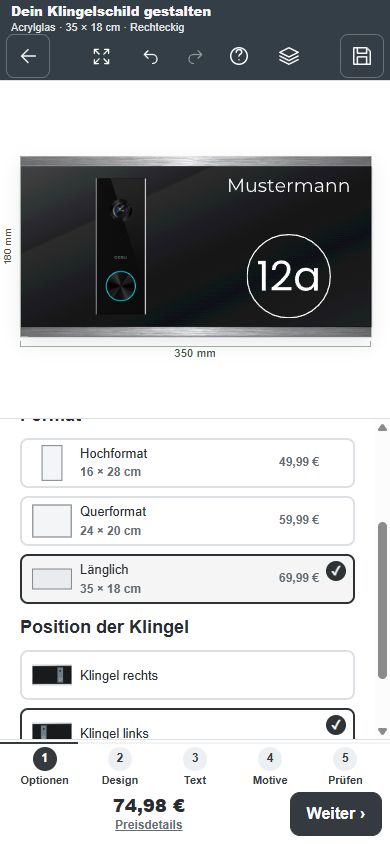 Dein Klingelschild gestalten
Acrylglas · 35 × 18 cm · Rechteckig
Mustermann
12a
180 mm
350 mm
Format
Hochformat
16 × 28 cm
49,99 €
Querformat
24 × 20 cm
59,99 €
Länglich
35 × 18 cm
69,99 €
Position der Klingel
Klingel rechts
Klingel links
1
Optionen
2
Design
3
Text
4
Motive
5
Prüfen
74,98 €
Preisdetails
Weiter ›